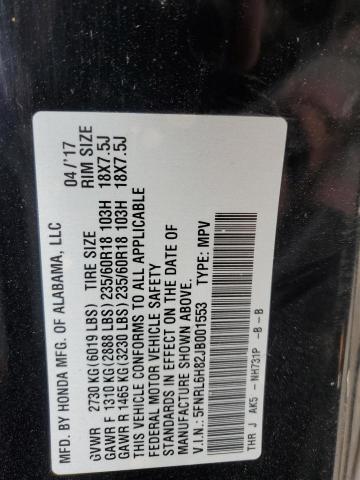 MFD. BY HONDA MFG. OF ALABAMA, LLC 04/'17
GVWR 2730 KG (6019 LBS) TIRE SIZE RIM SIZE
GAWR F 1310 KG (2888 LBS) 235/60R18 103H 18X7.5J
GAWR R 1465 KG (3230 LBS) 235/60R18 103H 18X7.5J
THIS VEHICLE CONFORMS TO ALL APPLICABLE
FEDERAL MOTOR VEHICLE SAFETY
STANDARDS IN EFFECT ON THE DATE OF
MANUFACTURE SHOWN ABOVE.
V.I.N.: 5FNRL6H82JB001553 TYPE: MPV
THR J AK5 - NH731P -B -B